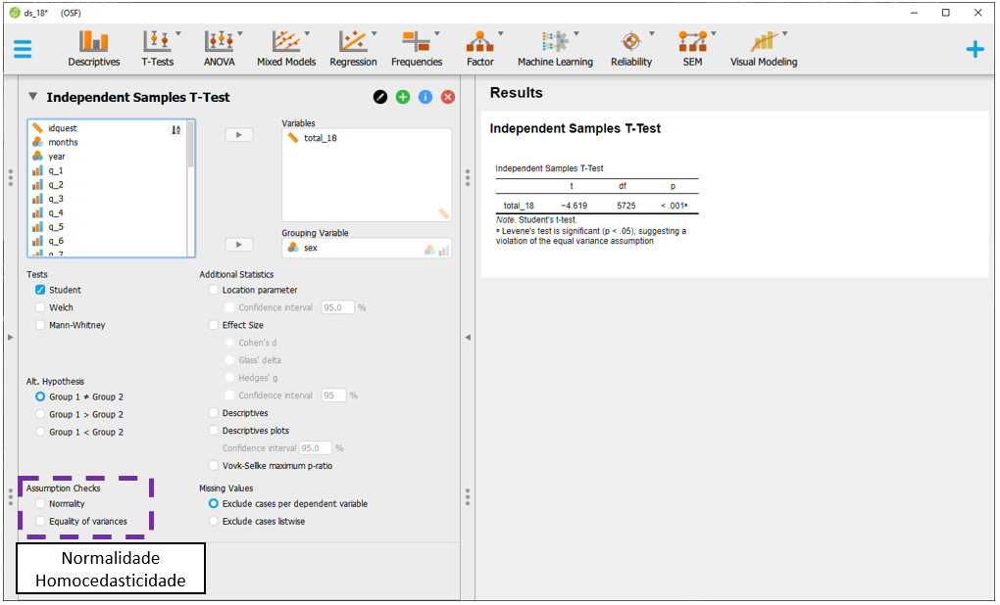 ds_18* (OSF)
Descriptives
T-Tests
ANOVA
Mixed Models
Regression
Frequencies
Factor
Machine Learning
Reliability
SEM
Visual Modeling
Independent Samples T-Test
idquest
months
year
q_1
q_2
q_3
q_4
q_5
q_6
q_7
Variables
total_18
Grouping Variable
sex
Tests
Student
Welch
Mann-Whitney
Alt. Hypothesis
Group 1 ≠ Group 2
Group 1 > Group 2
Group 1 < Group 2
Assumption Checks
Normality
Equality of variances
Additional Statistics
Location parameter
Confidence interval 95.0 %
Effect Size
Cohen's d
Glass' delta
Hedges' g
Confidence interval 95 %
Descriptives
Descriptives plots
Confidence interval 95.0 %
Vovk-Sellke maximum p-ratio
Missing Values
Exclude cases per dependent variable
Exclude cases listwise
Normalidade
Homocedasticidade
Results
Independent Samples T-Test
Independent Samples T-Test
t df p
total_18 −4.619 5725 < .001ᵃ
Note. Student's t-test.
ᵃ Levene's test is significant (p < .05), suggesting a
violation of the equal variance assumption